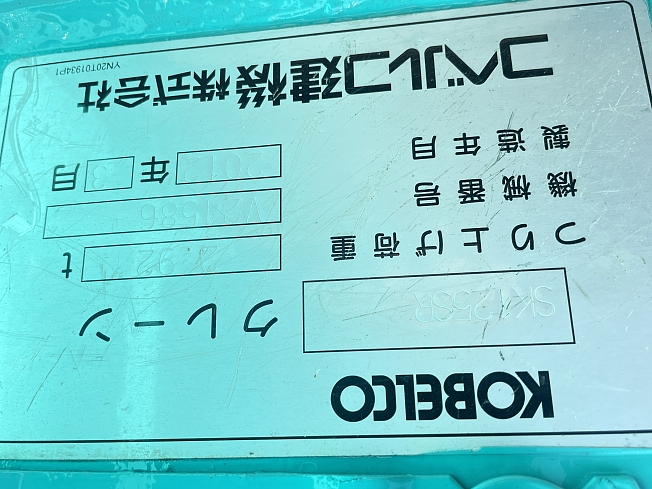 KOBELCO
SK125SR クレーン
つり上げ荷重 t
機械番号
製造年月 年 3 月
コベルコ建機株式会社
YN20T01934P1